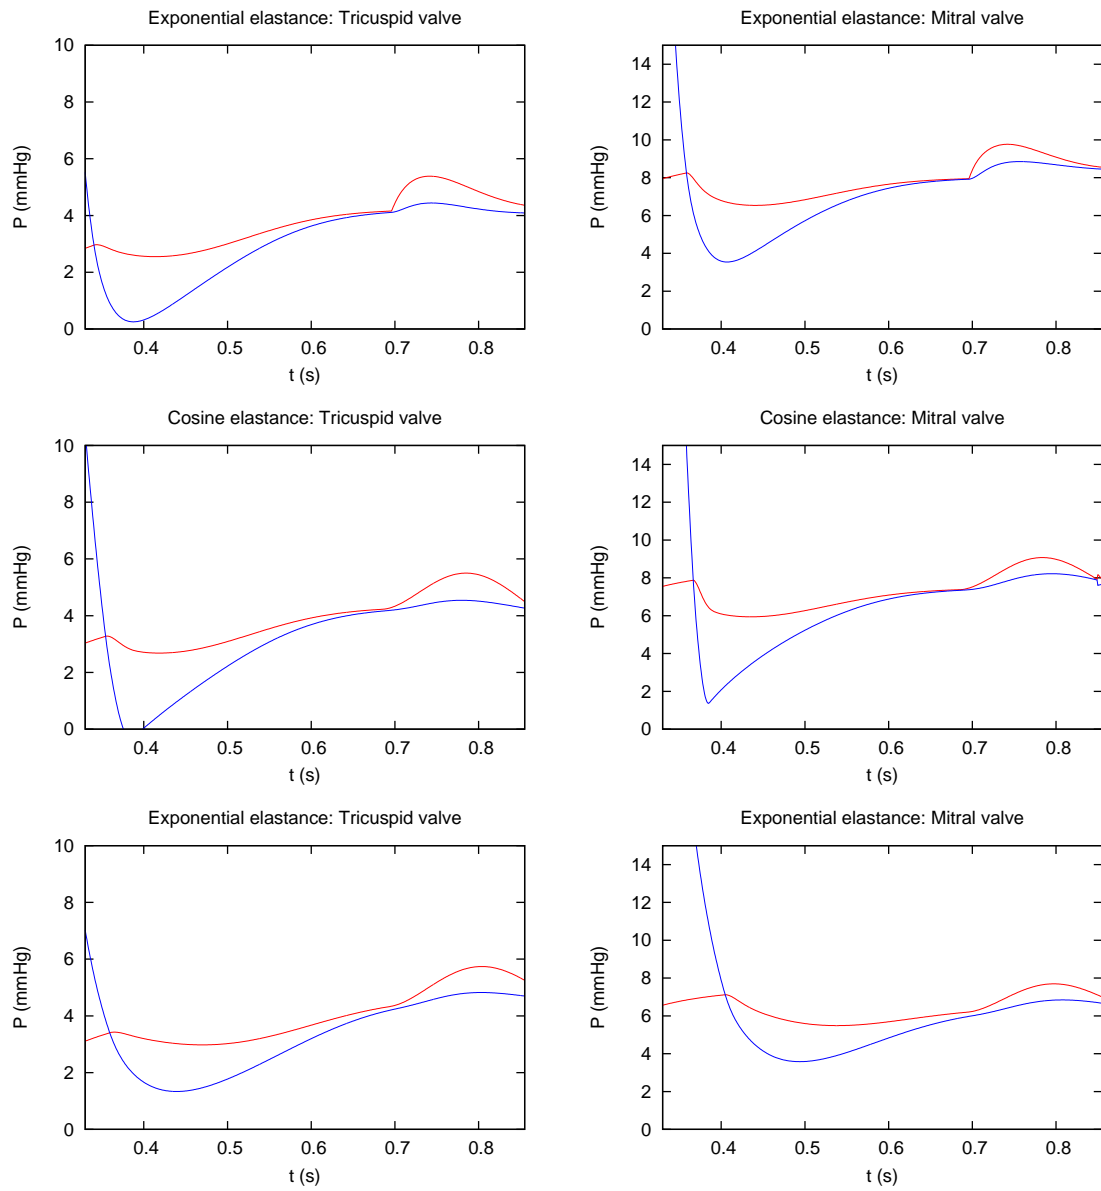 Exponential elastance: Tricuspid valve
10
8
6
4
2
0
P (mmHg)
0.4 0.5 0.6 0.7 0.8
t (s)
Exponential elastance: Mitral valve
14
12
10
8
6
4
2
0
P (mmHg)
0.4 0.5 0.6 0.7 0.8
t (s)
Cosine elastance: Tricuspid valve
10
8
6
4
2
0
P (mmHg)
0.4 0.5 0.6 0.7 0.8
t (s)
Cosine elastance: Mitral valve
14
12
10
8
6
4
2
0
P (mmHg)
0.4 0.5 0.6 0.7 0.8
t (s)
Exponential elastance: Tricuspid valve
10
8
6
4
2
0
P (mmHg)
0.4 0.5 0.6 0.7 0.8
t (s)
Exponential elastance: Mitral valve
14
12
10
8
6
4
2
0
P (mmHg)
0.4 0.5 0.6 0.7 0.8
t (s)